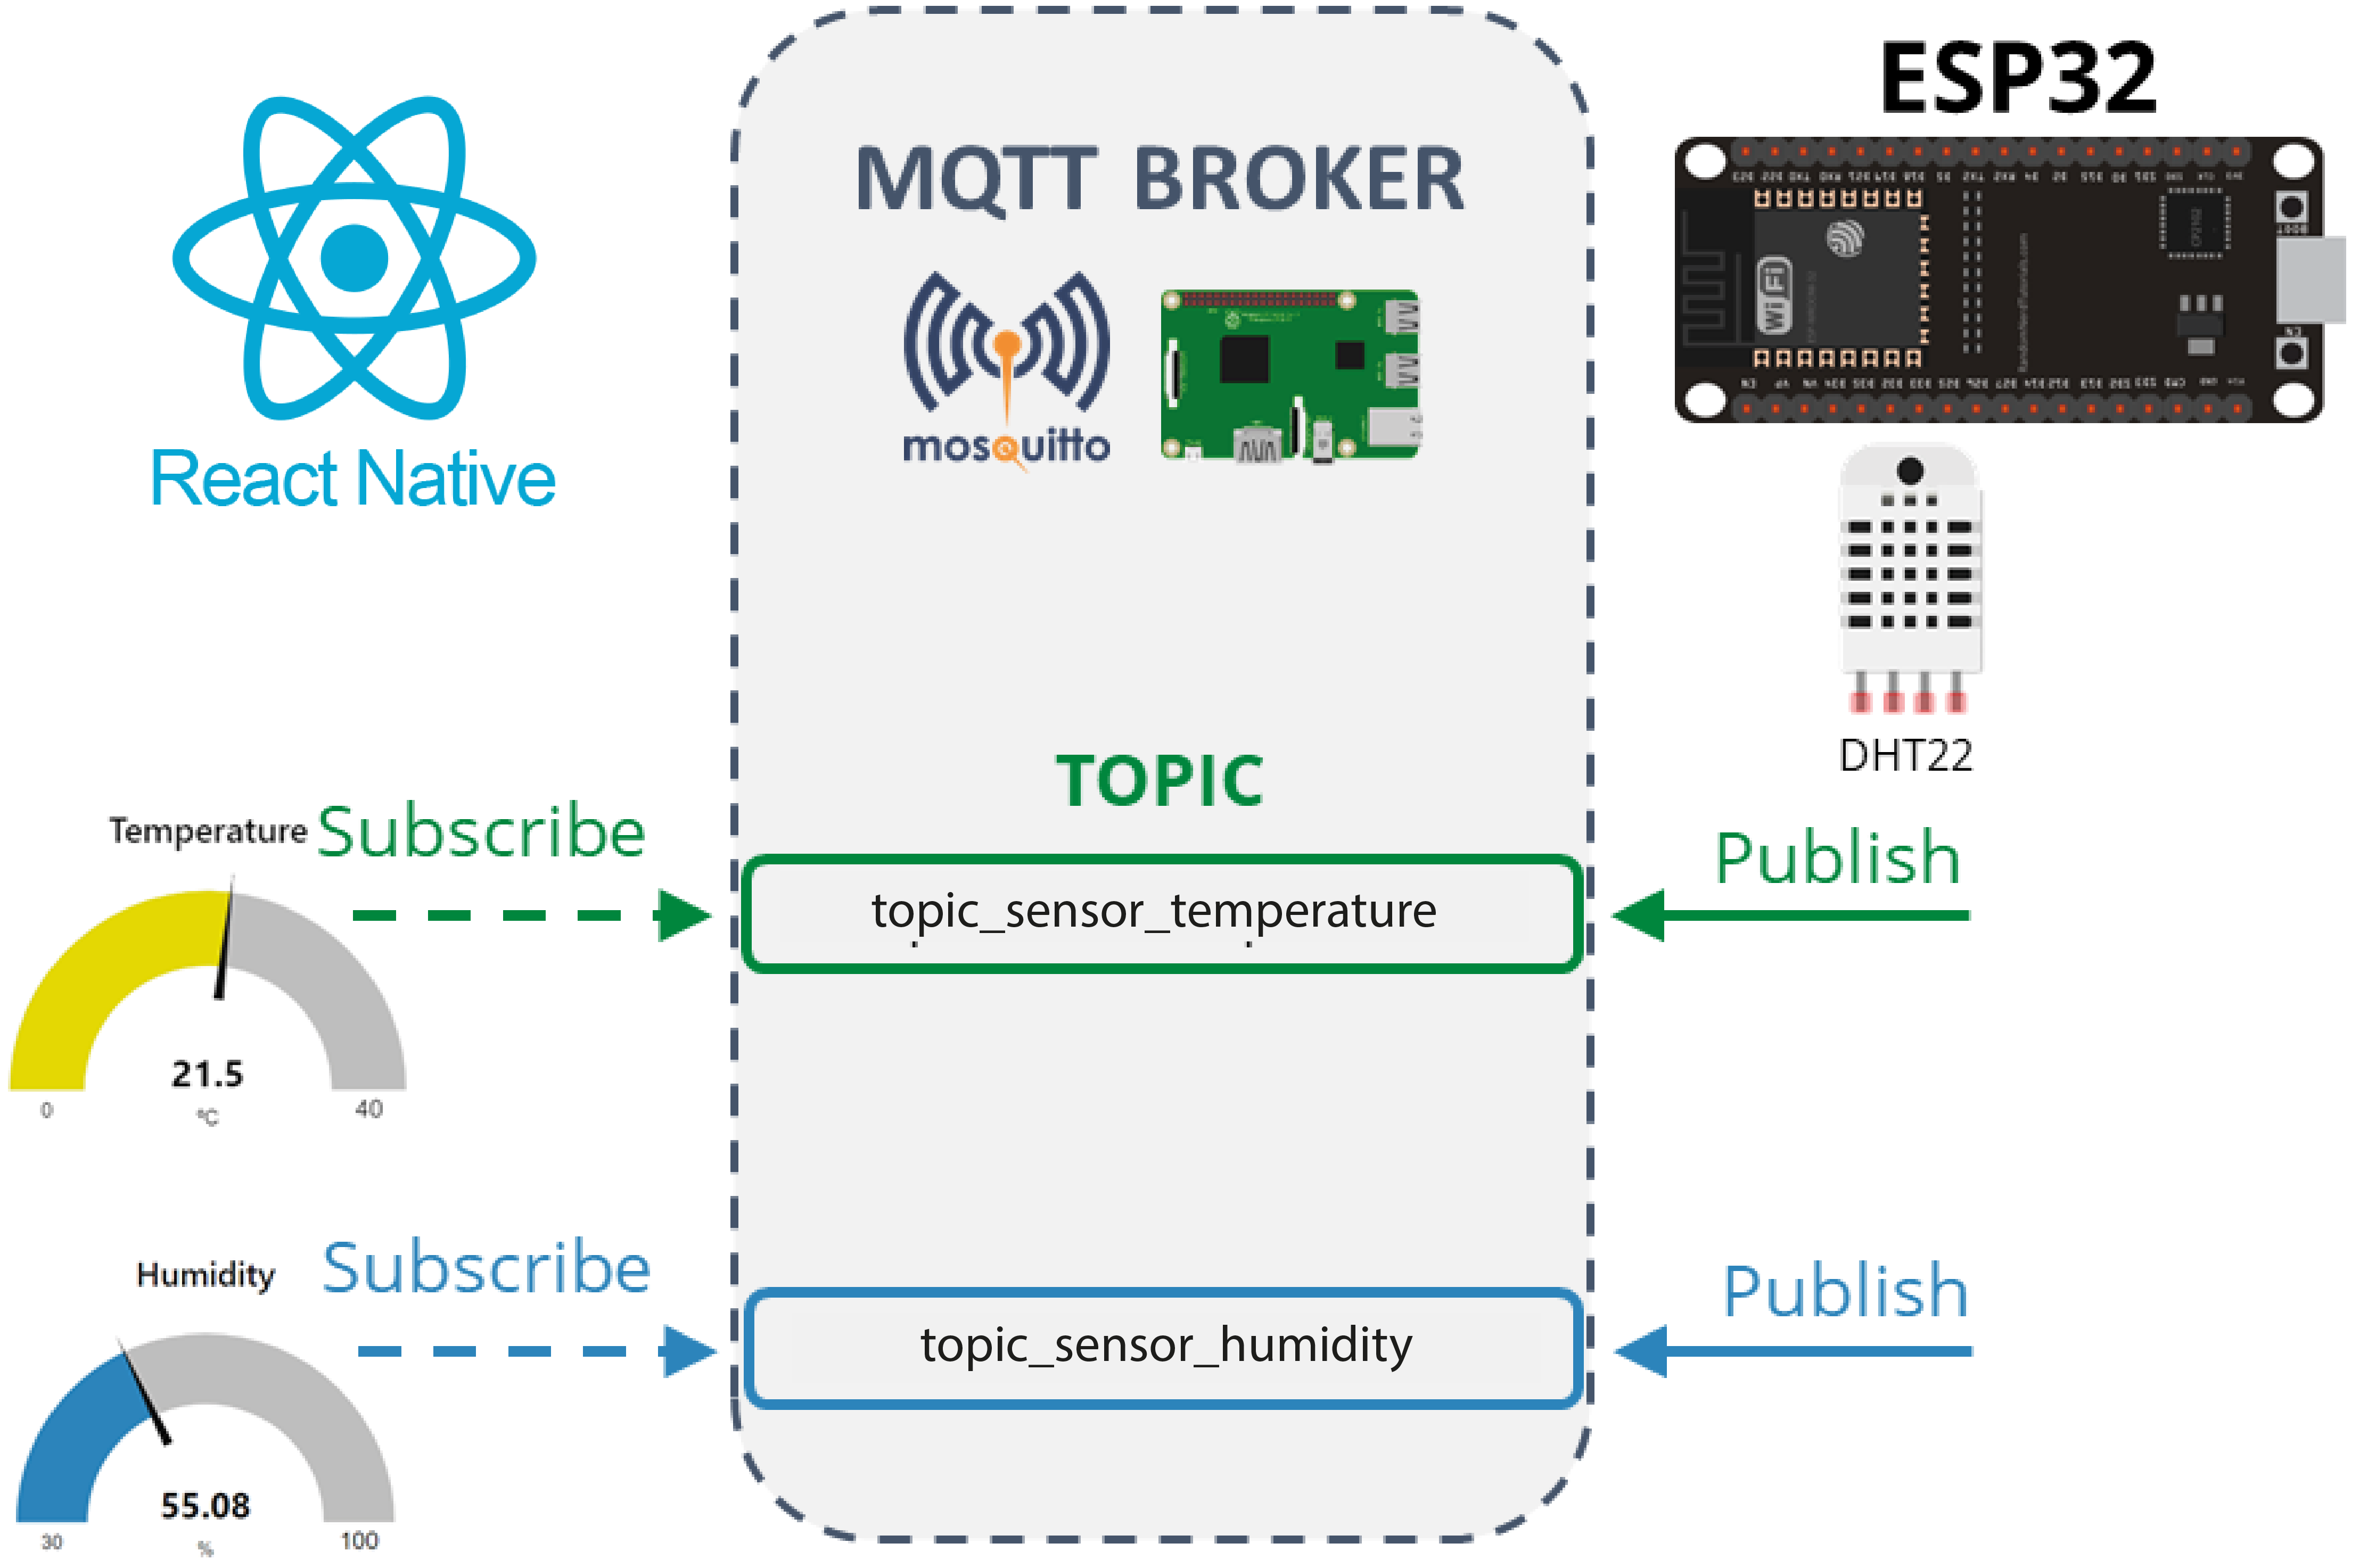 ESP32
MQTT BROKER
WiFi
mosquitto
React Native
DHT22
TOPIC
Temperature
Subscribe
Publish
topic_sensor_temperature
21.5
0
°C
40
Humidity
Subscribe
Publish
topic_sensor_humidity
55.08
30
%
100